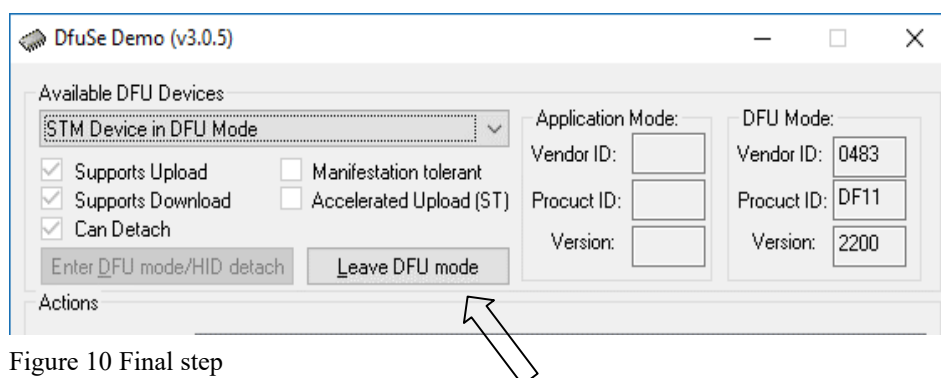 DfuSe Demo (v3.0.5)
Available DFU Devices
STM Device in DFU Mode
Supports Upload
Manifestation tolerant
Supports Download
Accelerated Upload (ST)
Can Detach
Enter DFU mode/HID detach
Leave DFU mode
Application Mode:
Vendor ID:
Procuct ID:
Version:
DFU Mode:
Vendor ID: 0483
Procuct ID: DF11
Version: 2200
Actions
Figure 10 Final step